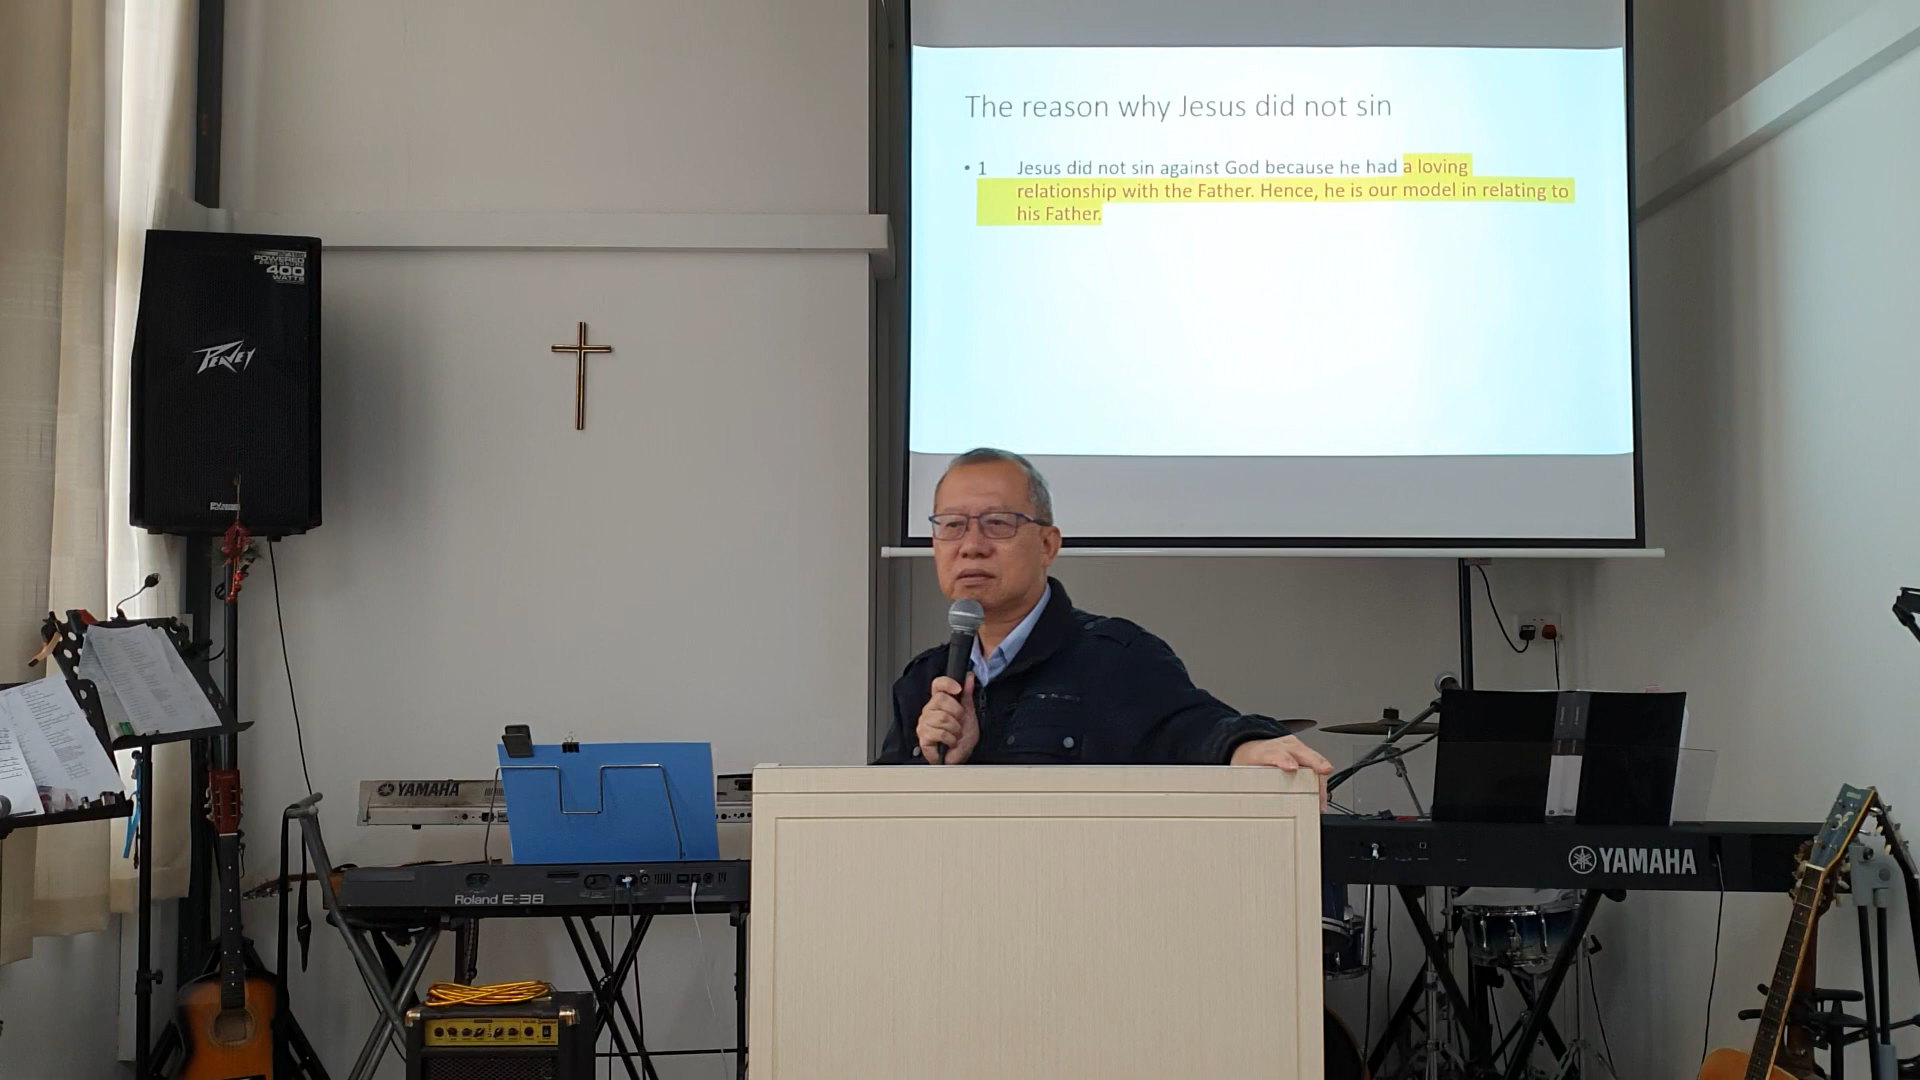 The reason why Jesus did not sin
• 1 Jesus did not sin against God because he had a loving
relationship with the Father. Hence, he is our model in relating to
his Father.
POWERED
400
WATTS
PEAVEY
YAMAHA
Roland E-38
YAMAHA